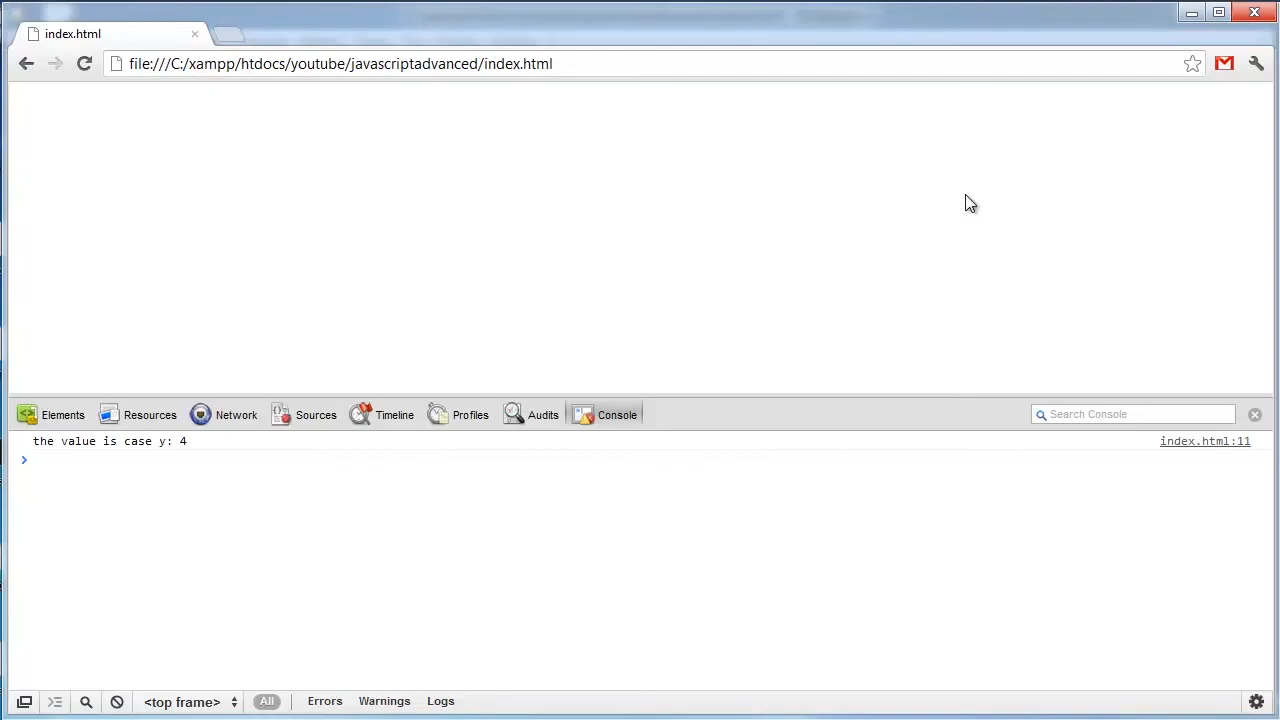 index.html
file:///C:/xampp/htdocs/youtube/javascriptadvanced/index.html
Elements Resources Network Sources Timeline Profiles Audits Console Search Console
the value is case y: 4 index.html:11
<top frame> All Errors Warnings Logs